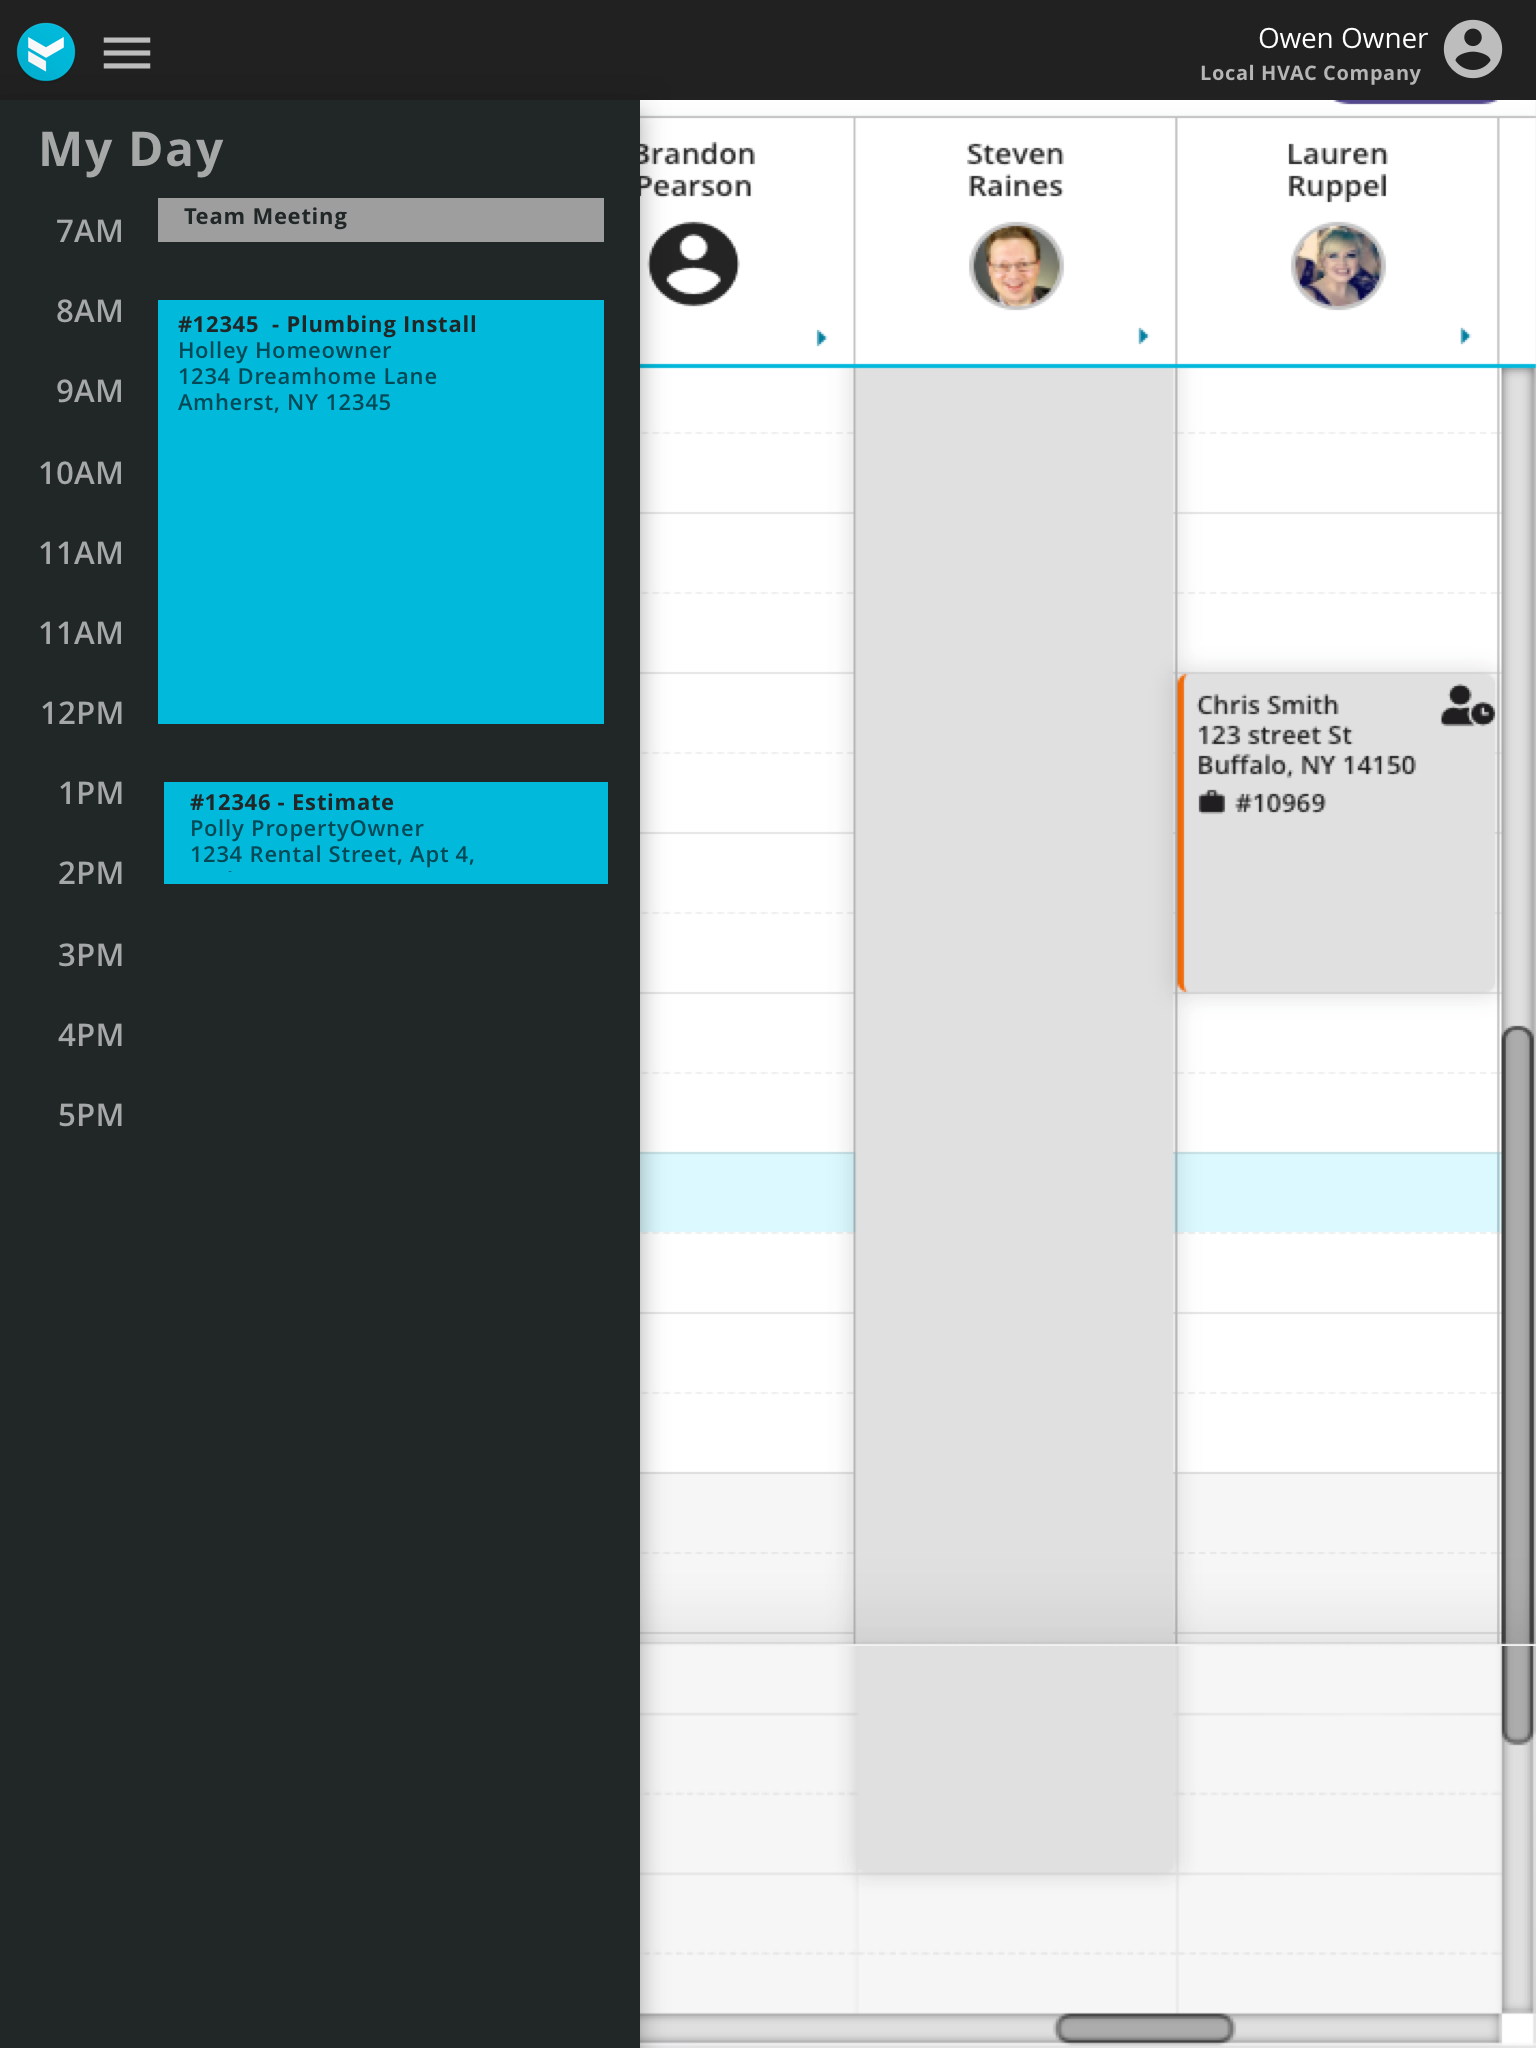 Owen Owner
Local HVAC Company
My Day
7AM
Team Meeting
8AM
#12345 - Plumbing Install
Holley Homeowner
1234 Dreamhome Lane
Amherst, NY 12345
9AM
10AM
11AM
11AM
12PM
1PM
#12346 - Estimate
Polly PropertyOwner
1234 Rental Street, Apt 4,
2PM
3PM
4PM
5PM
Brandon
Pearson
Steven
Raines
Lauren
Ruppel
Chris Smith
123 street St
Buffalo, NY 14150
#10969